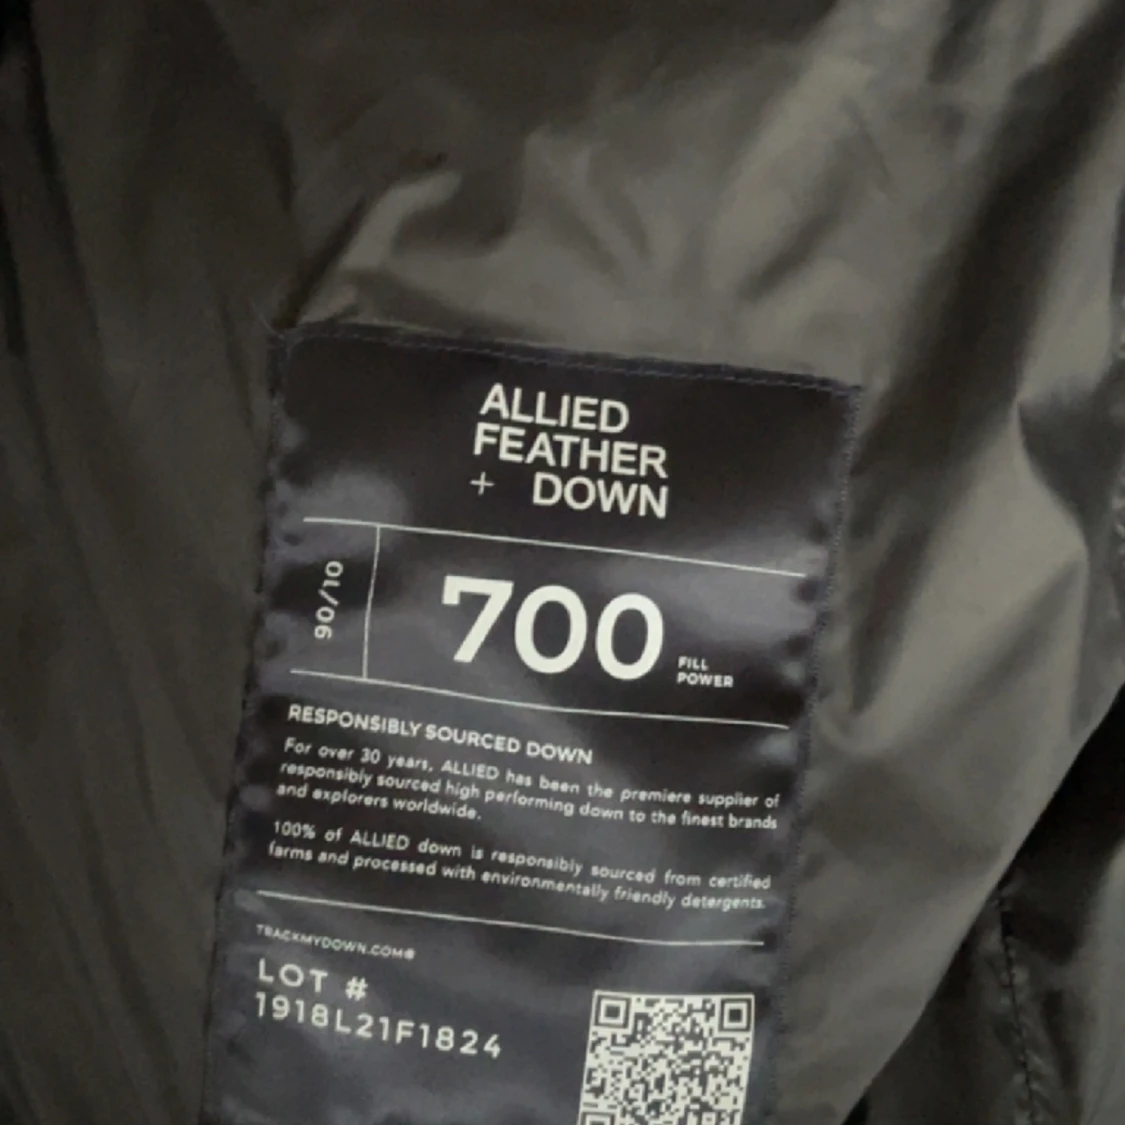 ALLIED
FEATHER
+ DOWN
90/10
700
FILL
POWER
RESPONSIBLY SOURCED DOWN
For over 30 years, ALLIED has been the premiere supplier of
responsibly sourced high performing down to the finest brands
and explorers worldwide.
100% of ALLIED down is responsibly sourced from certified
farms and processed with environmentally friendly detergents.
TRACKMYDOWN.COM®
LOT #
1918L21F1824